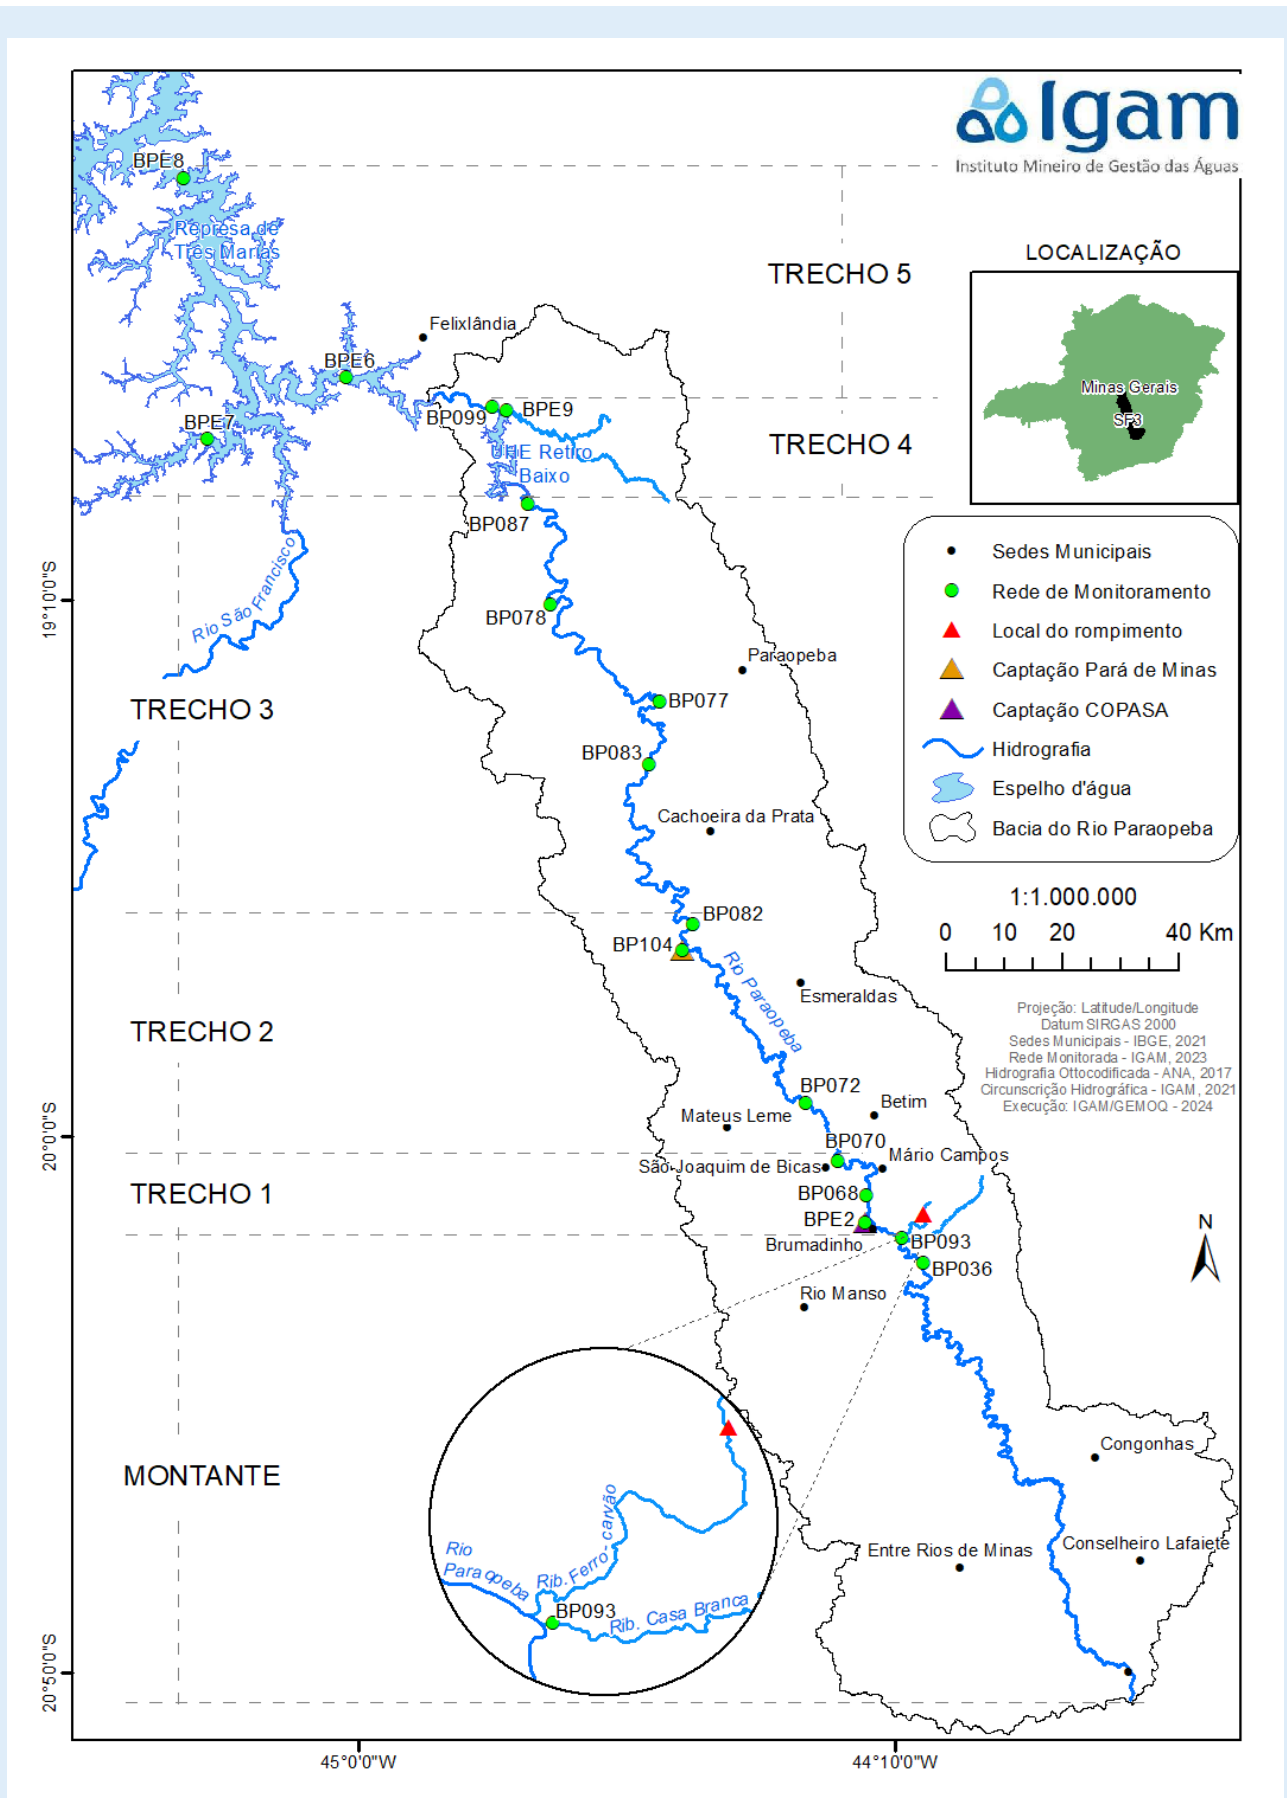 Igam
Instituto Mineiro de Gestão das Águas
BPE8
Represa de
Três Marias
TRECHO 5
LOCALIZAÇÃO
Minas Gerais
SF3
Felixlândia
BPE6
BPE7
BP099
BPE9
TRECHO 4
UHE Retiro
Baixo
BP087
Rio São Francisco
19°10'0"S
BP078
Sedes Municipais
Rede de Monitoramento
Local do rompimento
Captação Pará de Minas
Captação COPASA
Hidrografia
Espelho d'água
Bacia do Rio Paraopeba
Paraopeba
BP077
TRECHO 3
BP083
Cachoeira da Prata
1:1.000.000
0 10 20 40 Km
BP082
BP104
Rio Paraopeba
Esmeraldas
Projeção: Latitude/Longitude
Datum SIRGAS 2000
Sedes Municipais - IBGE, 2021
Rede Monitorada - IGAM, 2023
Hidrografia Ottocodificada - ANA, 2017
Circunscrição Hidrográfica - IGAM, 2021
Execução: IGAM/GEMOQ - 2024
TRECHO 2
BP072
Betim
Mateus Leme
20°0'0"S
BP070
Mário Campos
São Joaquim de Bicas
TRECHO 1
BP068
BPE2
Brumadinho
BP093
BP036
N
Rio Manso
MONTANTE
Congonhas
Rio
Paraopeba
Rib. Ferro-carvão
BP093
Rib. Casa Branca
Entre Rios de Minas
Conselheiro Lafaiete
20°50'0"S
45°0'0"W
44°10'0"W